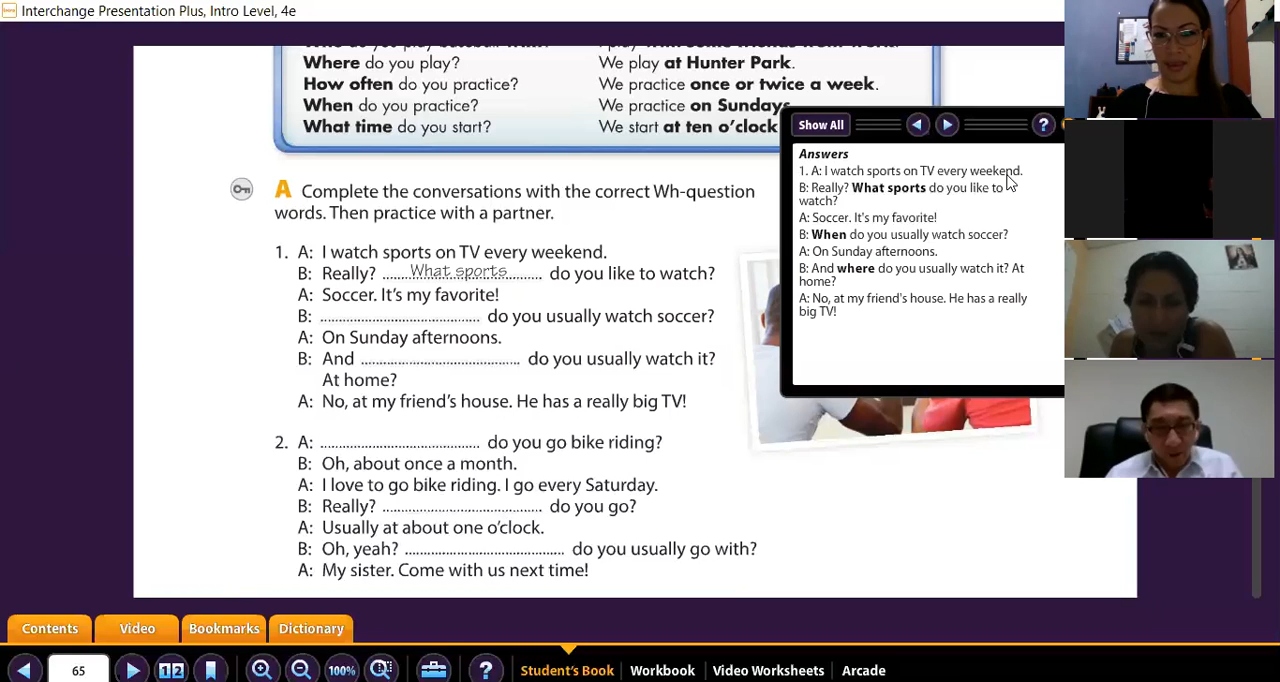 Interchange Presentation Plus, Intro Level, 4e
Where do you play? We play at Hunter Park.
How often do you practice? We practice once or twice a week.
When do you practice? We practice on Sundays
What time do you start? We start at ten o'clock
A Complete the conversations with the correct Wh-question
words. Then practice with a partner.
1. A: I watch sports on TV every weekend.
B: Really? What sports do you like to watch?
A: Soccer. It's my favorite!
B: ........................................ do you usually watch soccer?
A: On Sunday afternoons.
B: And ........................................ do you usually watch it?
At home?
A: No, at my friend's house. He has a really big TV!
2. A: ........................................ do you go bike riding?
B: Oh, about once a month.
A: I love to go bike riding. I go every Saturday.
B: Really? ........................................ do you go?
A: Usually at about one o'clock.
B: Oh, yeah? ........................................ do you usually go with?
A: My sister. Come with us next time!
Show All ?
Answers
1. A: I watch sports on TV every weekend.
B: Really? What sports do you like to
watch?
A: Soccer. It's my favorite!
B: When do you usually watch soccer?
A: On Sunday afternoons.
B: And where do you usually watch it? At
home?
A: No, at my friend's house. He has a really
big TV!
Contents Video Bookmarks Dictionary
65 1 2 100% ? Student's Book Workbook Video Worksheets Arcade